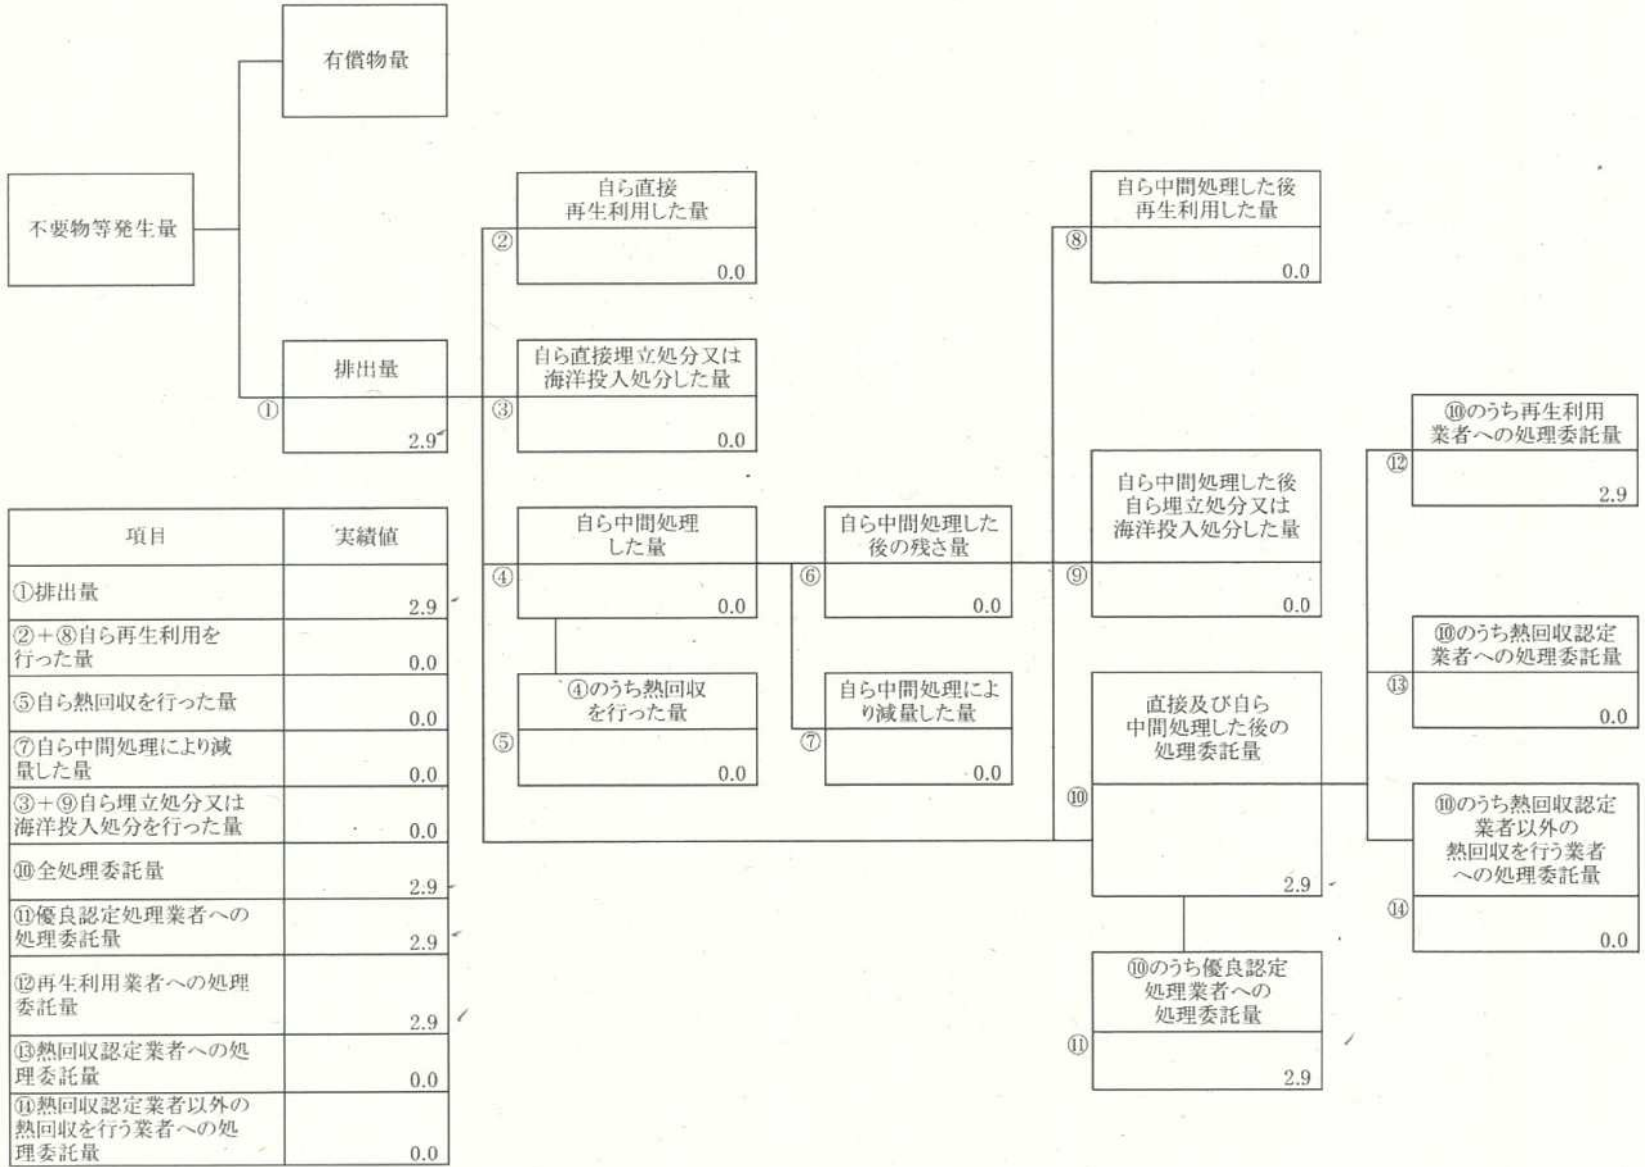 有償物量
不要物等発生量
自ら直接
再生利用した量
②
0.0
自ら中間処理した後
再生利用した量
⑧
0.0
排出量
①
2.9
自ら直接埋立処分又は
海洋投入処分した量
③
0.0
⑩のうち再生利用
業者への処理委託量
⑫
2.9
自ら中間処理
した量
④
0.0
自ら中間処理した
後の残さ量
⑥
0.0
自ら中間処理した後
自ら埋立処分又は
海洋投入処分した量
⑨
0.0
⑩のうち熱回収認定
業者への処理委託量
⑬
0.0
④のうち熱回収
を行った量
⑤
0.0
自ら中間処理によ
り減量した量
⑦
0.0
直接及び自ら
中間処理した後の
処理委託量
⑩
2.9
⑩のうち熱回収認定
業者以外の
熱回収を行う業者
への処理委託量
⑭
0.0
⑩のうち優良認定
処理業者への
処理委託量
⑪
2.9
項目 実績値
①排出量
2.9
②+⑧自ら再生利用を
行った量 0.0
⑤自ら熱回収を行った量
0.0
⑦自ら中間処理により減
量した量 0.0
③+⑨自ら埋立処分又は
海洋投入処分を行った量 0.0
⑩全処理委託量
2.9
⑪優良認定処理業者への
処理委託量 2.9
⑫再生利用業者への処理
委託量
2.9
⑬熱回収認定業者への処
理委託量 0.0
⑭熱回収認定業者以外の
熱回収を行う業者への処
理委託量 0.0